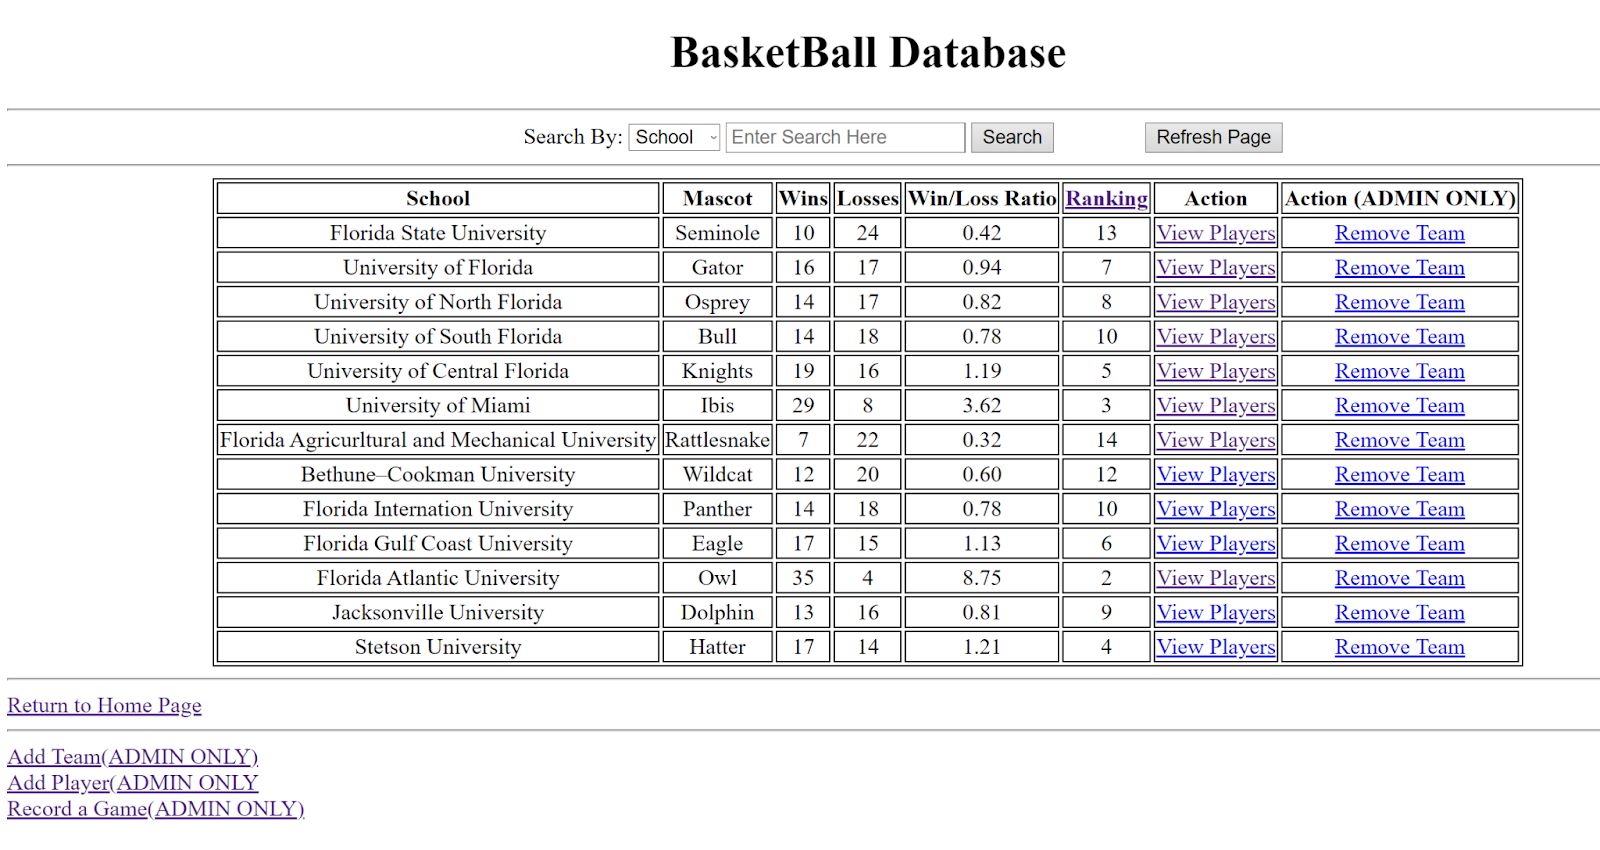 BasketBall Database
Search By: School Enter Search Here Search Refresh Page
School Mascot Wins Losses Win/Loss Ratio Ranking Action Action (ADMIN ONLY)
Florida State University Seminole 10 24 0.42 13 View Players Remove Team
University of Florida Gator 16 17 0.94 7 View Players Remove Team
University of North Florida Osprey 14 17 0.82 8 View Players Remove Team
University of South Florida Bull 14 18 0.78 10 View Players Remove Team
University of Central Florida Knights 19 16 1.19 5 View Players Remove Team
University of Miami Ibis 29 8 3.62 3 View Players Remove Team
Florida Agricurltural and Mechanical University Rattlesnake 7 22 0.32 14 View Players Remove Team
Bethune–Cookman University Wildcat 12 20 0.60 12 View Players Remove Team
Florida Internation University Panther 14 18 0.78 10 View Players Remove Team
Florida Gulf Coast University Eagle 17 15 1.13 6 View Players Remove Team
Florida Atlantic University Owl 35 4 8.75 2 View Players Remove Team
Jacksonville University Dolphin 13 16 0.81 9 View Players Remove Team
Stetson University Hatter 17 14 1.21 4 View Players Remove Team
Return to Home Page
Add Team(ADMIN ONLY)
Add Player(ADMIN ONLY
Record a Game(ADMIN ONLY)